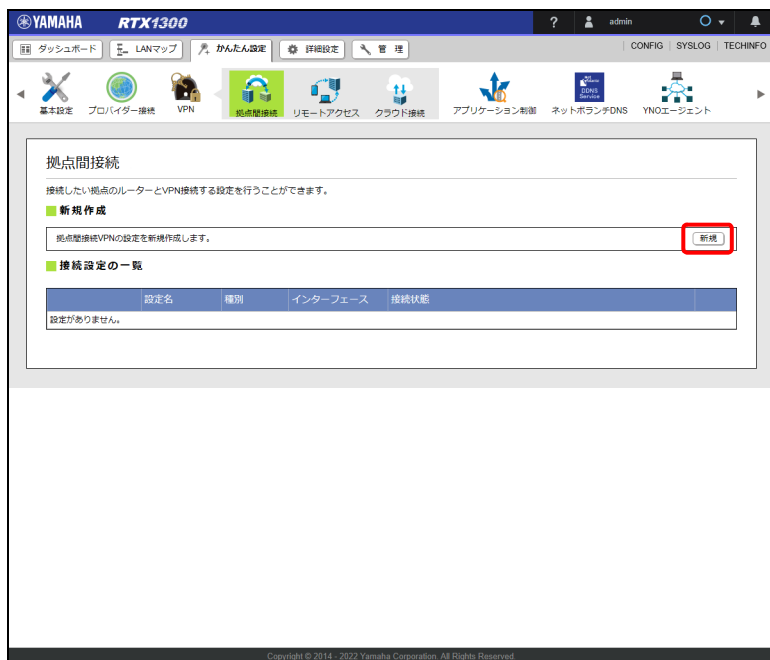 YAMAHA RTX1300 ? admin
ダッシュボード LANマップ かんたん設定 詳細設定 管 理 CONFIG SYSLOG TECHINFO
基本設定 プロバイダー接続 VPN 拠点間接続 リモートアクセス クラウド接続 アプリケーション制御 ネットボランチDNS YNOエージェント
DDNS
Service
拠点間接続
接続したい拠点のルーターとVPN接続する設定を行うことができます。
新規作成
拠点間接続VPNの設定を新規作成します。 新規
接続設定の一覧
設定名 種別 インターフェース 接続状態
設定がありません。
Copyright © 2014 - 2022 Yamaha Corporation. All Rights Reserved.